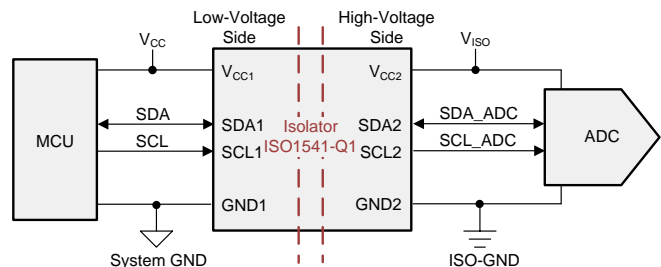 Low-Voltage Side
High-Voltage Side
VCC
VISO
VCC1
VCC2
MCU
SDA
SCL
SDA1
SCL1
Isolator
ISO1541-Q1
SDA2
SCL2
SDA_ADC
SCL_ADC
ADC
GND1
GND2
System GND
ISO-GND